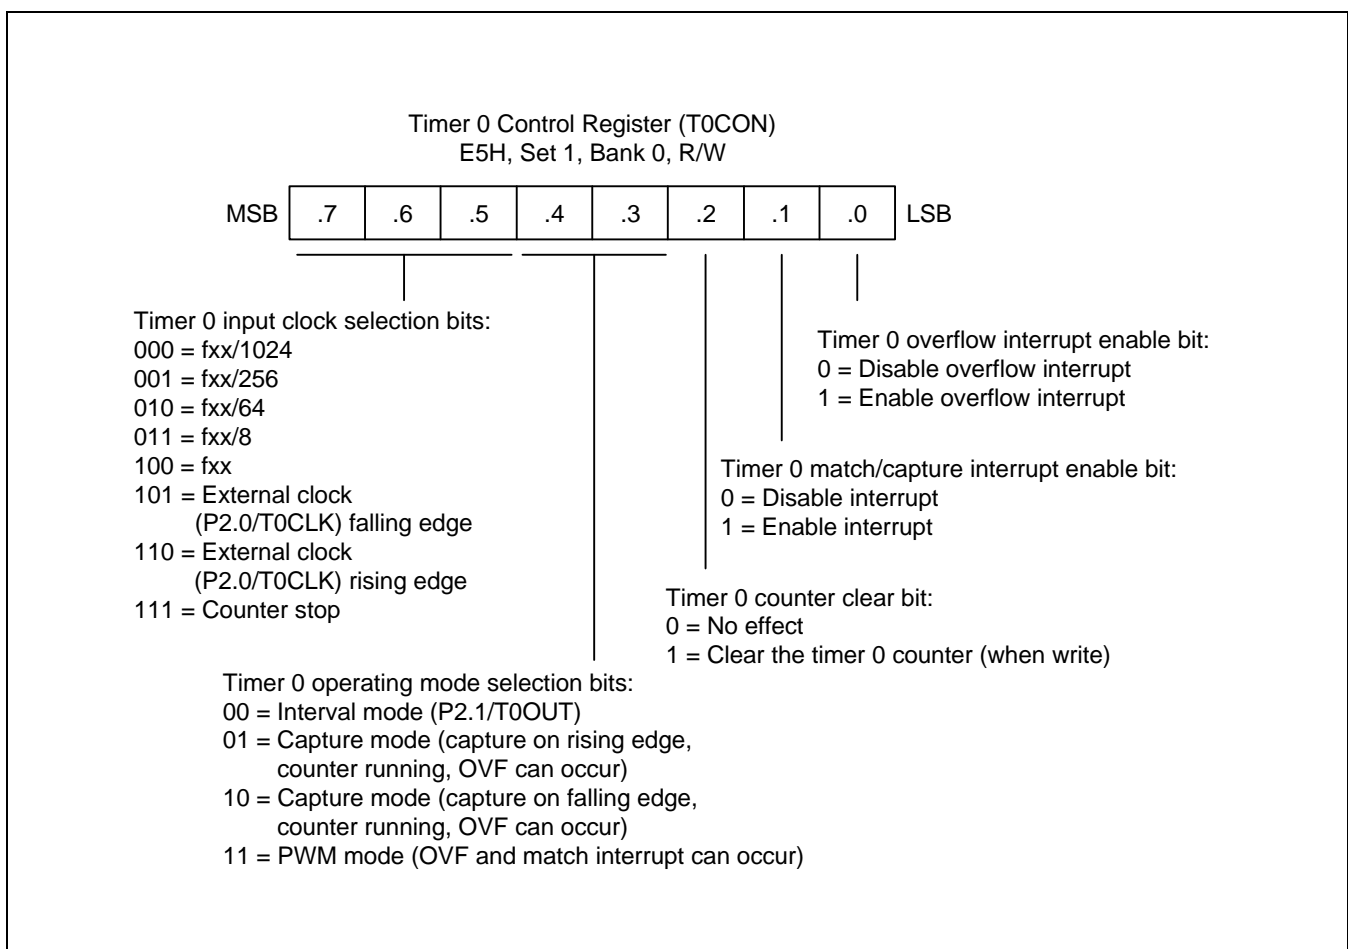 Timer 0 Control Register (T0CON)
E5H, Set 1, Bank 0, R/W
MSB .7 .6 .5 .4 .3 .2 .1 .0 LSB
Timer 0 input clock selection bits:
000 = fxx/1024
001 = fxx/256
010 = fxx/64
011 = fxx/8
100 = fxx
101 = External clock
(P2.0/T0CLK) falling edge
110 = External clock
(P2.0/T0CLK) rising edge
111 = Counter stop
Timer 0 overflow interrupt enable bit:
0 = Disable overflow interrupt
1 = Enable overflow interrupt
Timer 0 match/capture interrupt enable bit:
0 = Disable interrupt
1 = Enable interrupt
Timer 0 counter clear bit:
0 = No effect
1 = Clear the timer 0 counter (when write)
Timer 0 operating mode selection bits:
00 = Interval mode (P2.1/T0OUT)
01 = Capture mode (capture on rising edge,
counter running, OVF can occur)
10 = Capture mode (capture on falling edge,
counter running, OVF can occur)
11 = PWM mode (OVF and match interrupt can occur)